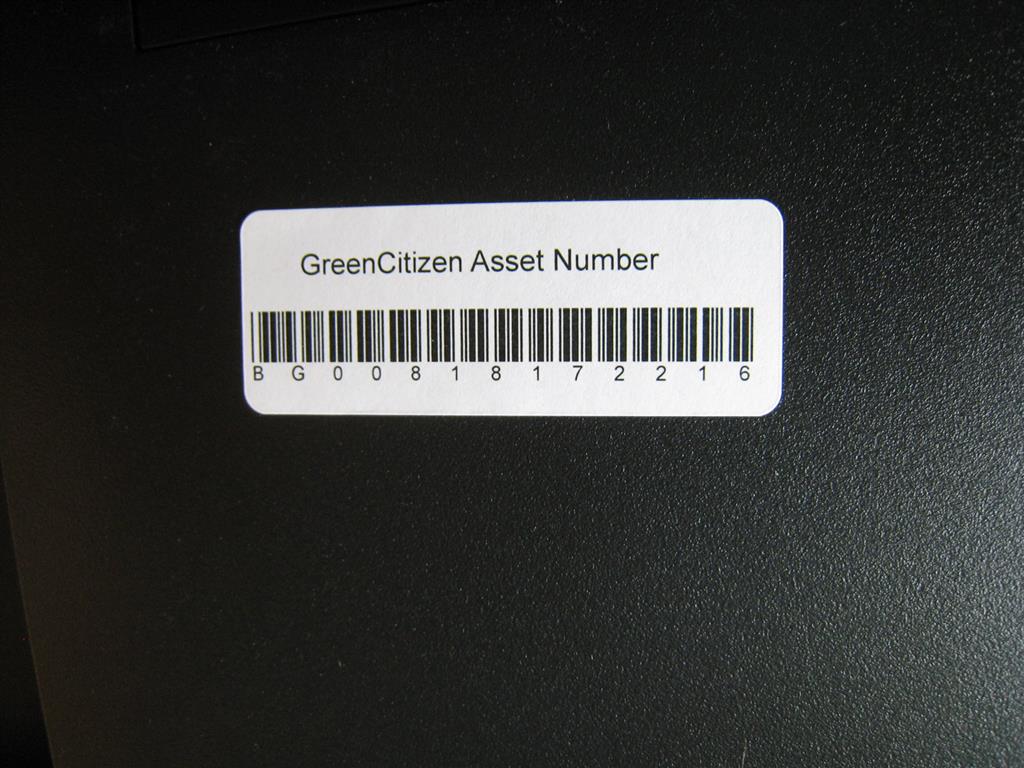 GreenCitizen Asset Number
B G 0 0 8 1 8 1 7 2 2 1 6